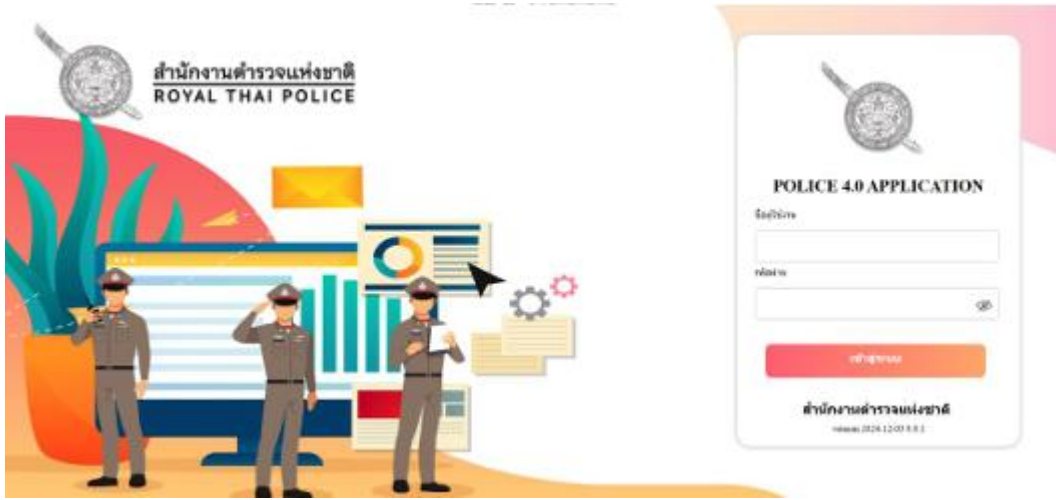 สำนักงานตำรวจแห่งชาติ
ROYAL THAI POLICE
POLICE 4.0 APPLICATION
ชื่อผู้ใช้งาน
รหัสผ่าน
เข้าสู่ระบบ
สำนักงานตำรวจแห่งชาติ